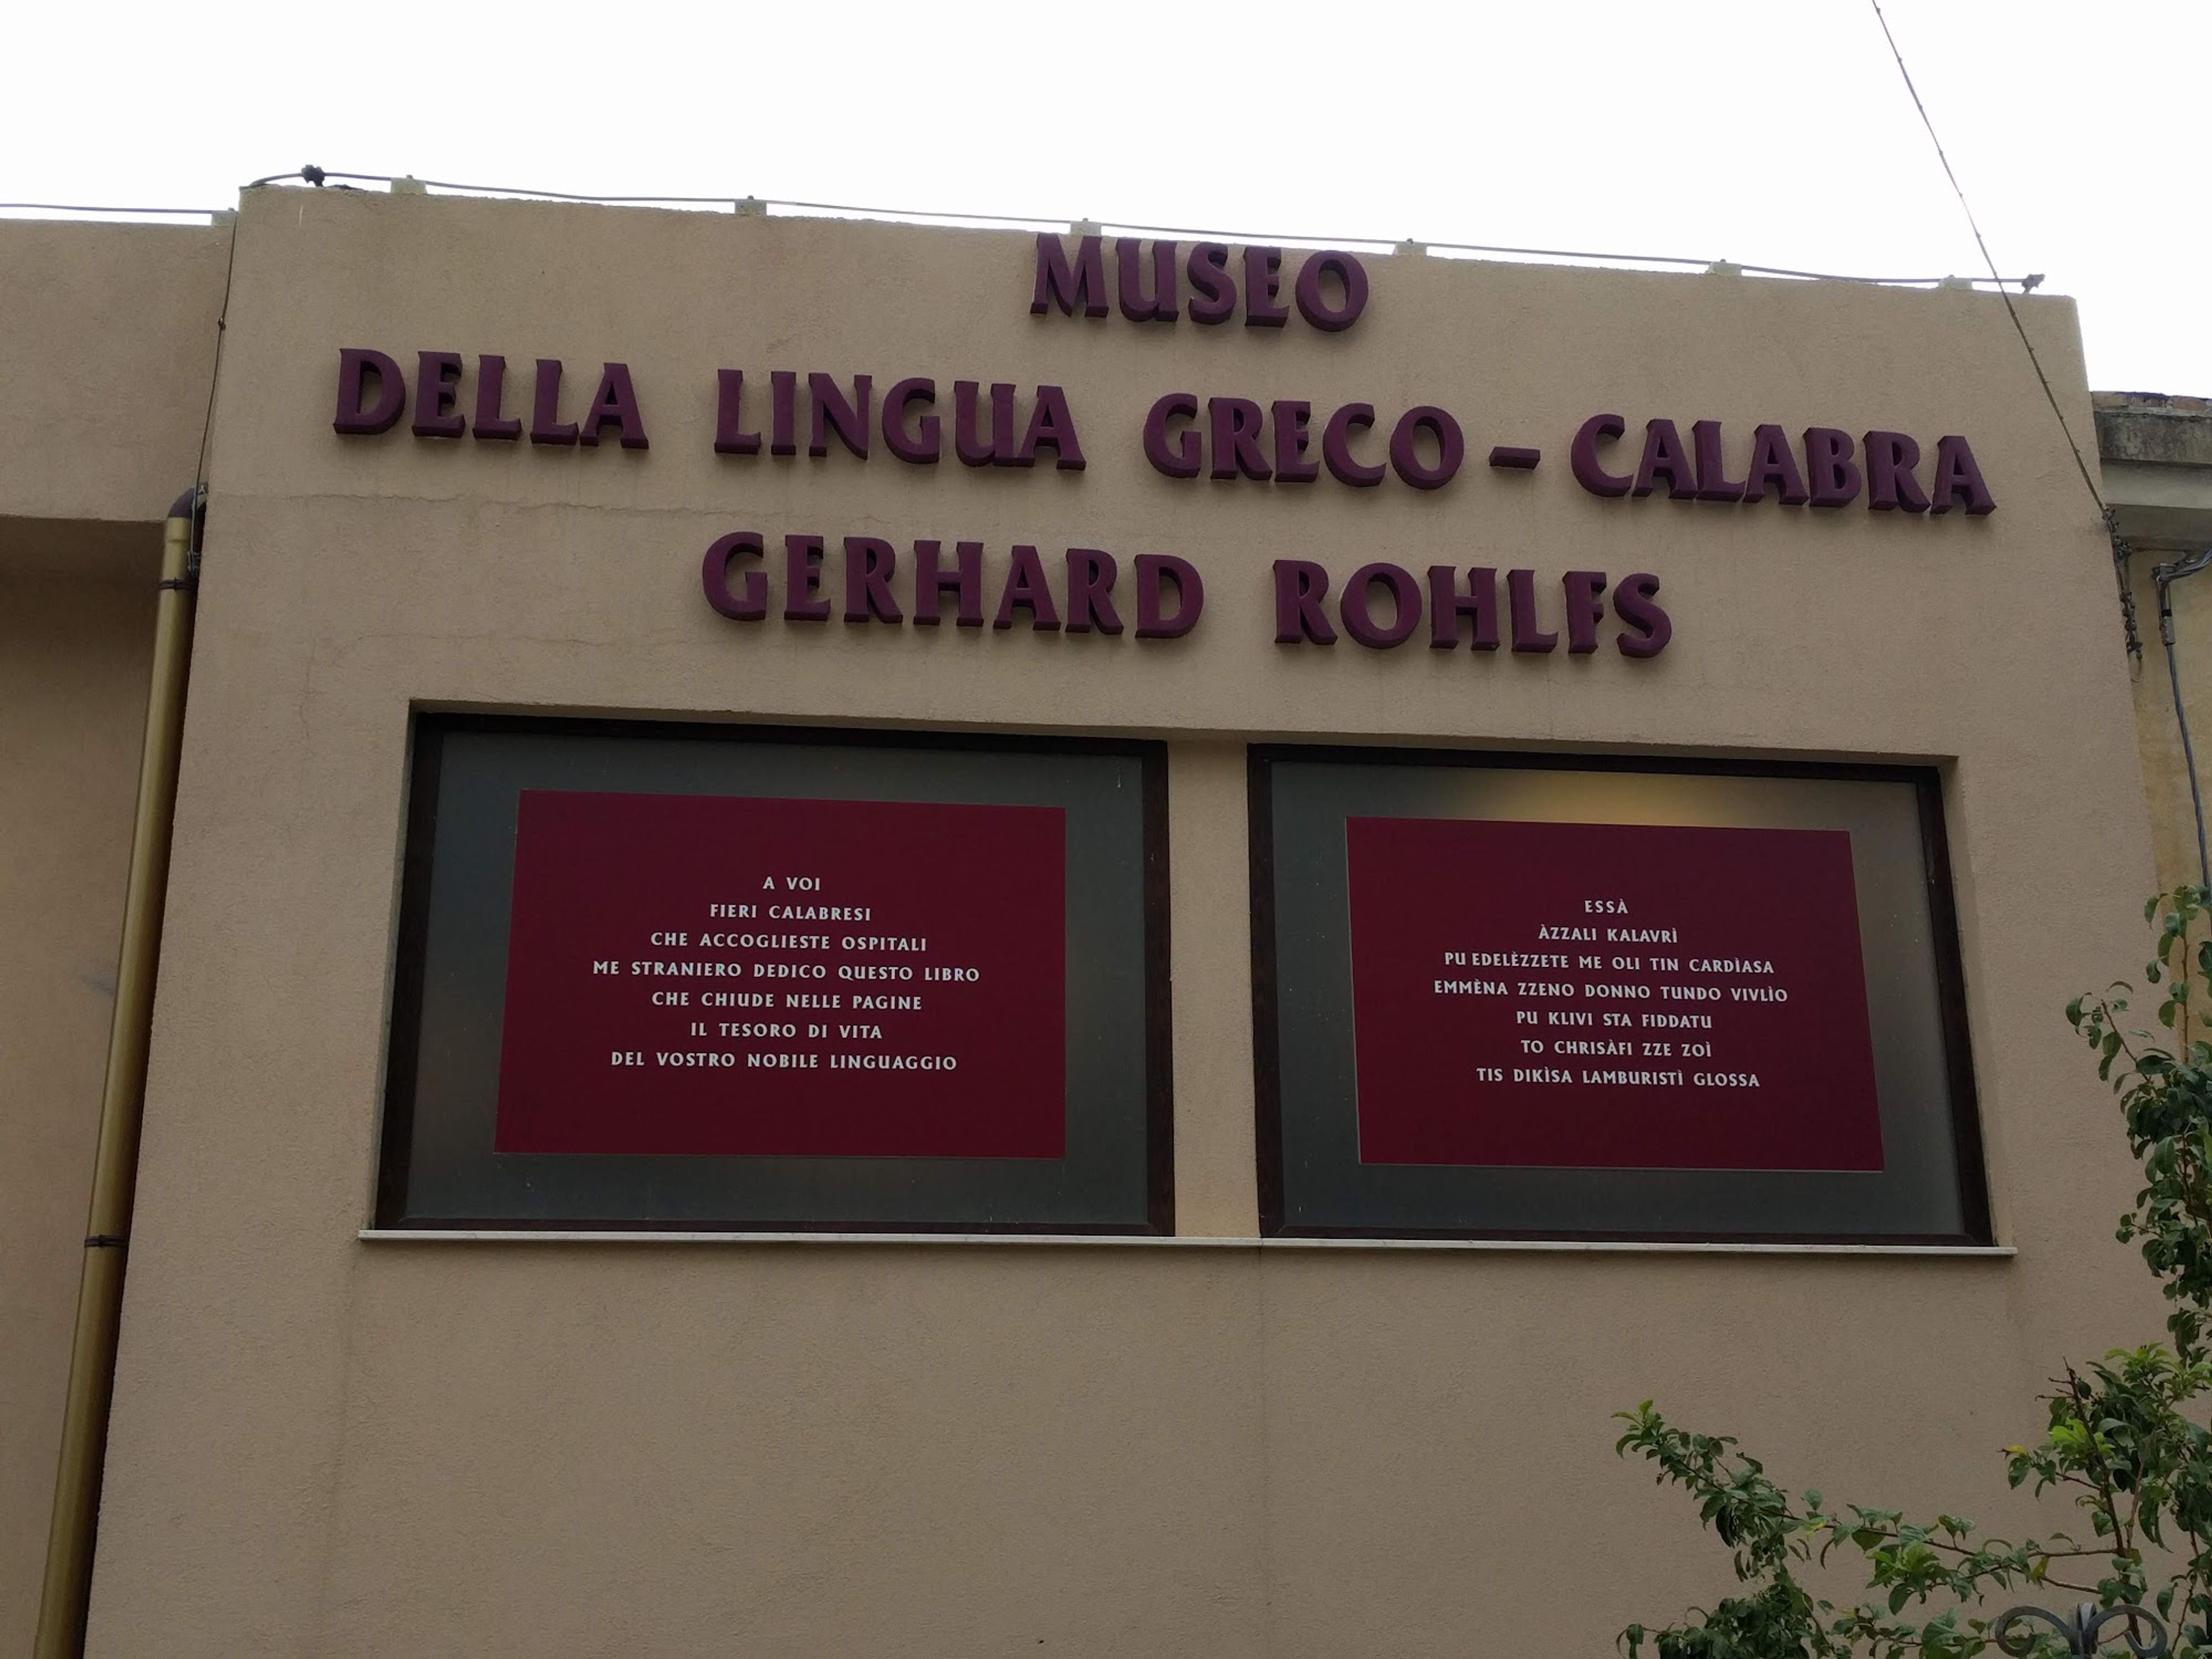 MUSEO
DELLA LINGUA GRECO – CALABRA
GERHARD ROHLFS
A VOI
FIERI CALABRESI
CHE ACCOGLIESTE OSPITALI
ME STRANIERO DEDICO QUESTO LIBRO
CHE CHIUDE NELLE PAGINE
IL TESORO DI VITA
DEL VOSTRO NOBILE LINGUAGGIO
ESSÀ
ÀZZALI KALAVRÌ
PU EDELÈZZETE ME OLI TIN CARDÌASA
EMMÈNA ZZENO DONNO TUNDO VIVLÌO
PU KLIVI STA FIDDATU
TO CHRISÀFI ZZE ZOÌ
TIS DIKÌSA LAMBURISTÌ GLOSSA